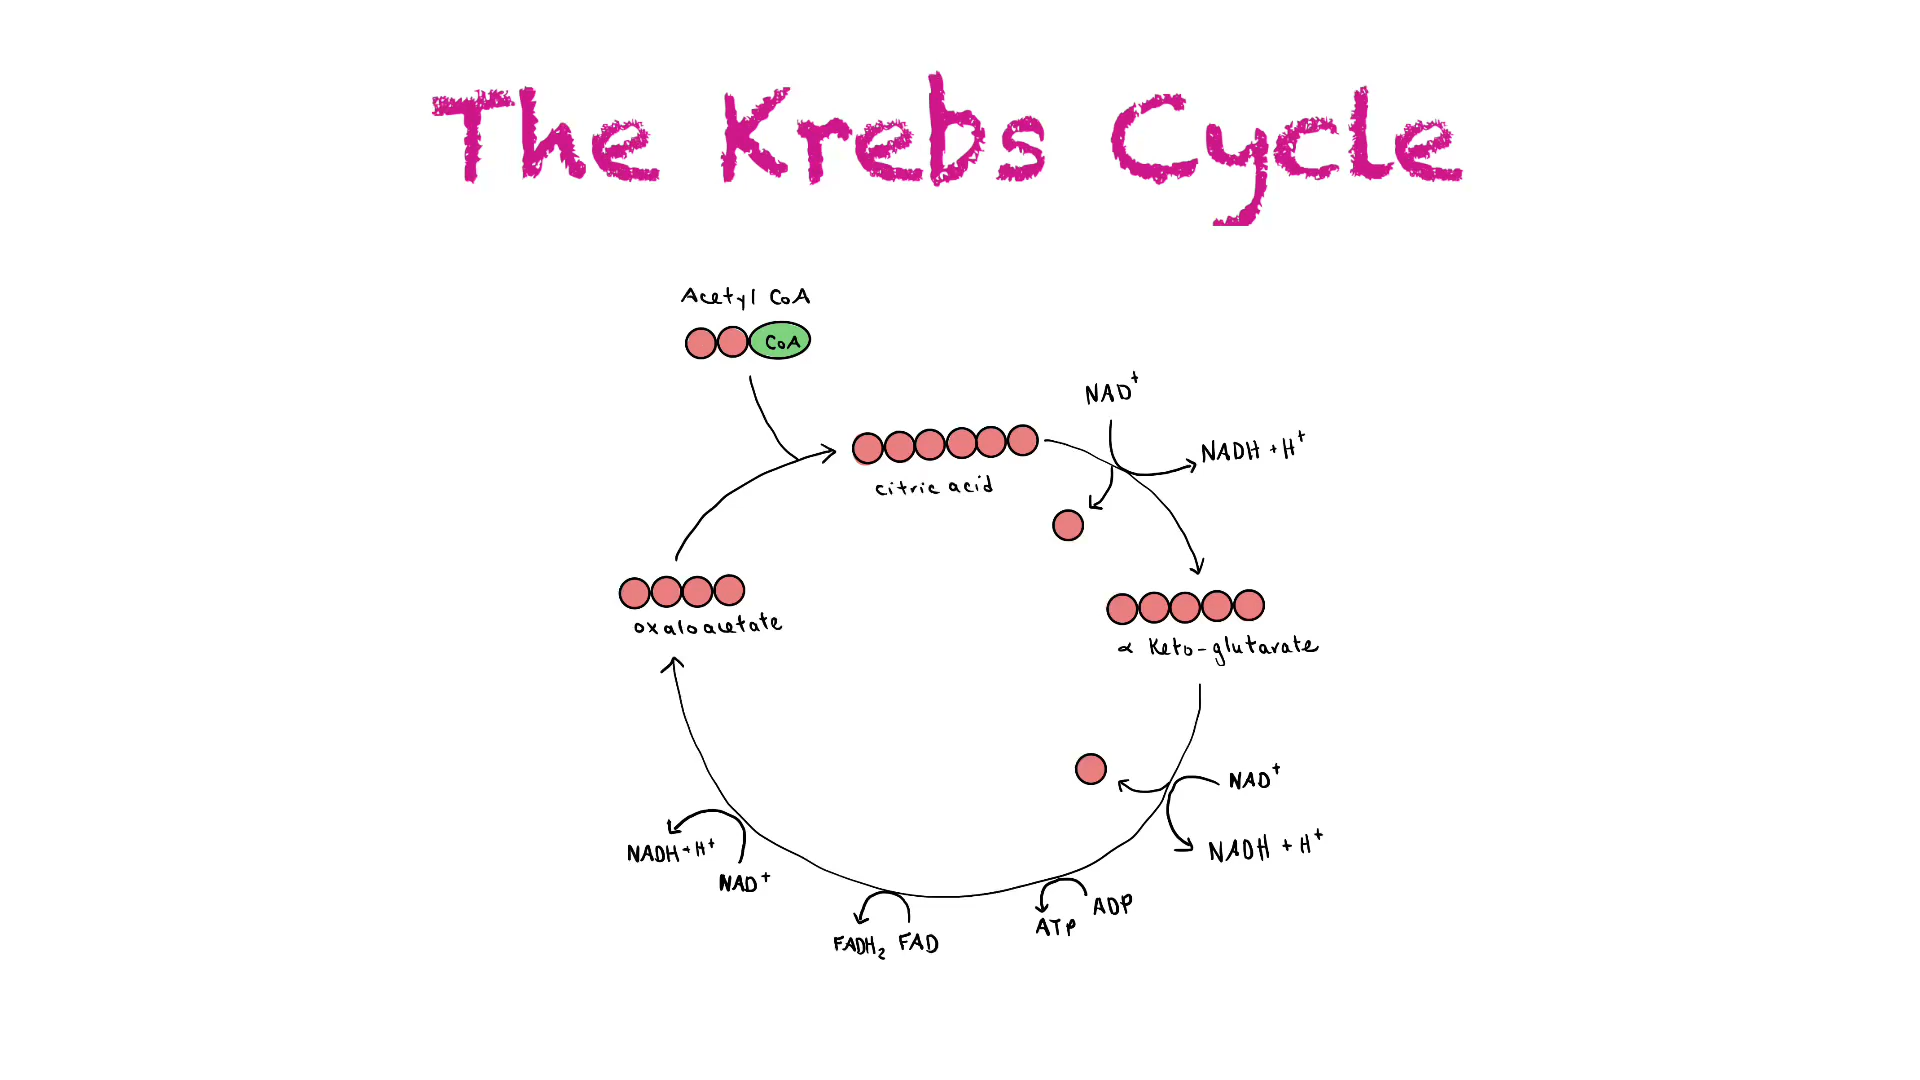 The Krebs Cycle
Acetyl CoA
CoA
NAD⁺
NADH + H⁺
citric acid
oxaloacetate
α Keto-glutarate
NAD⁺
NADH + H⁺
ADP
ATP
FAD
FADH₂
NAD⁺
NADH + H⁺